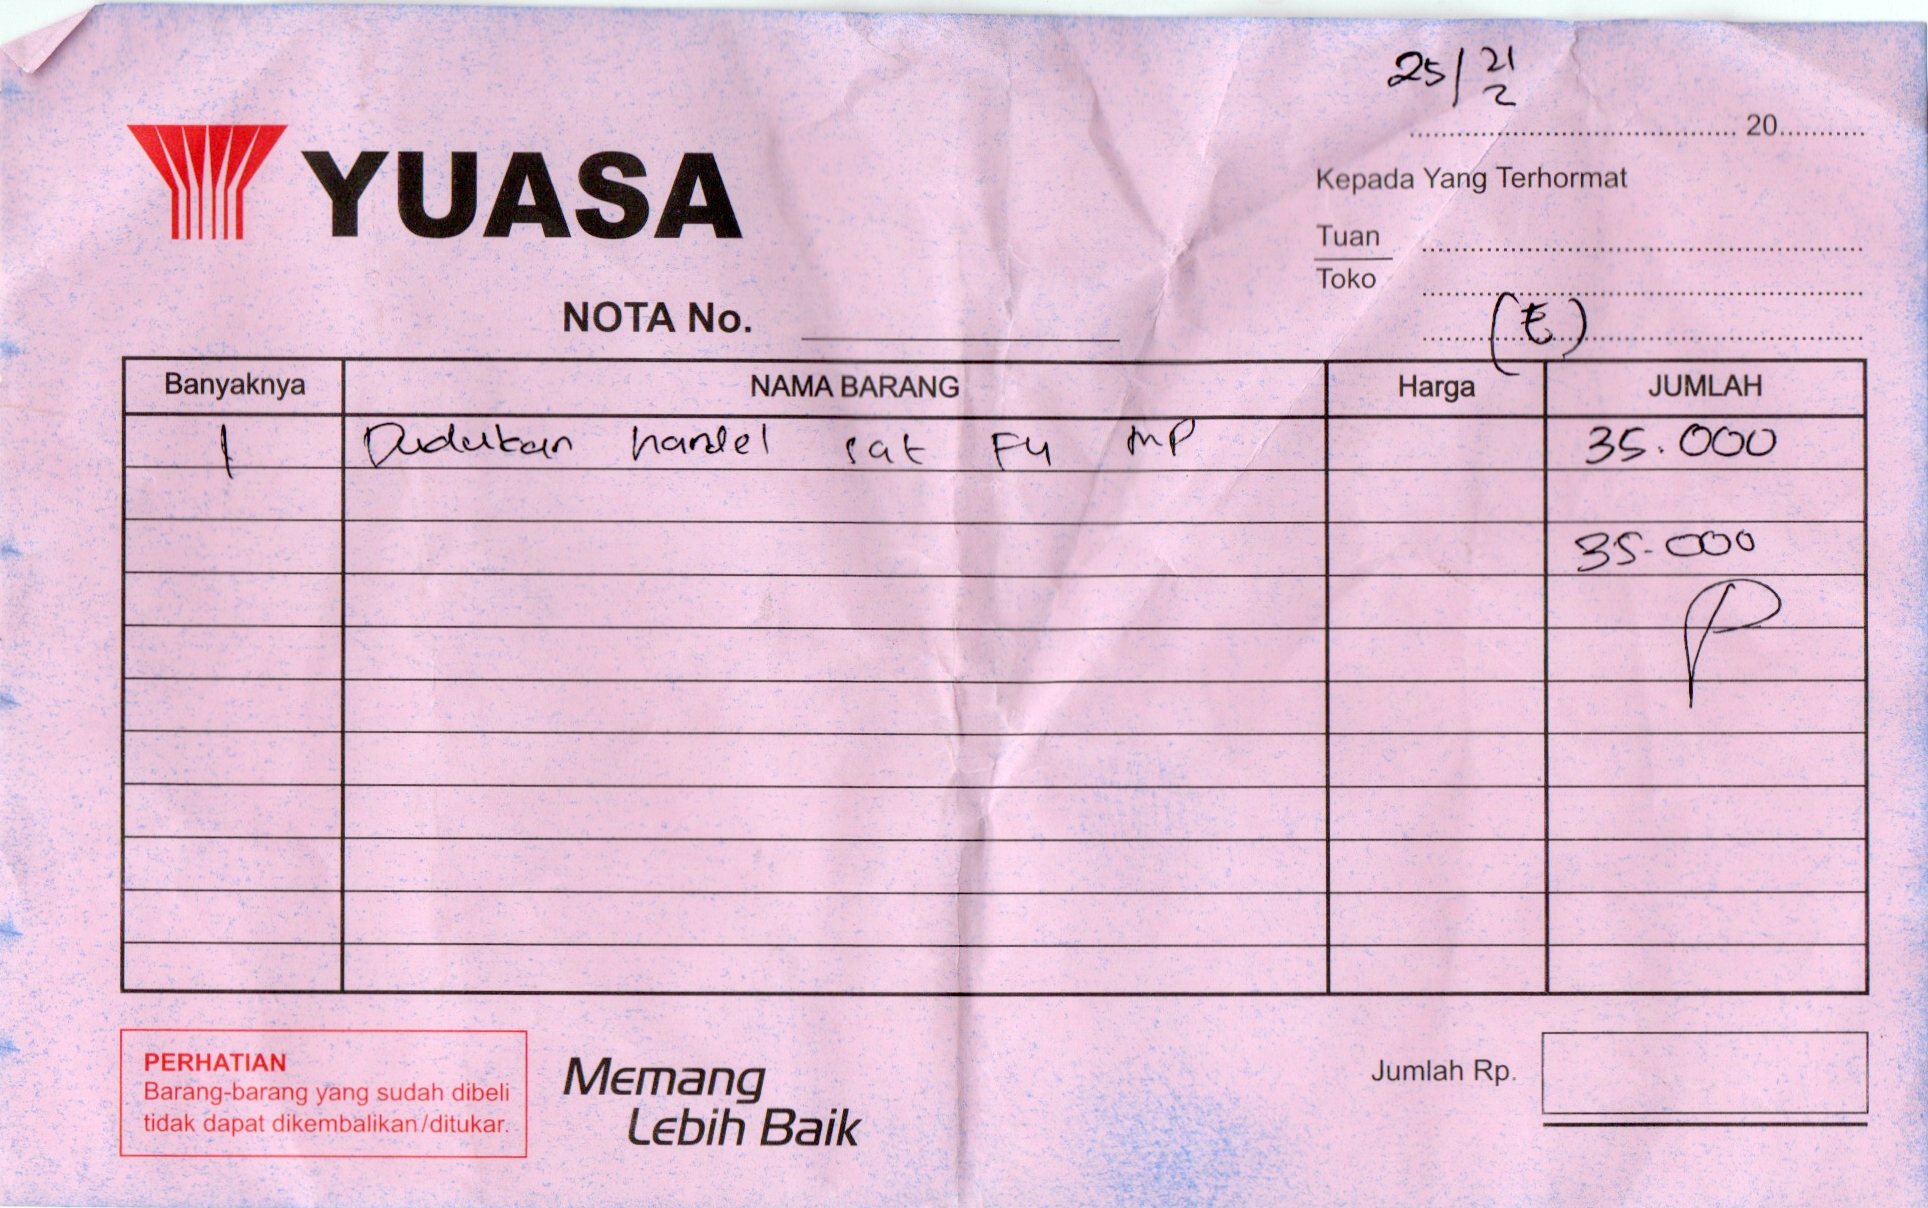 25/21
2
20
YUASA
Kepada Yang Terhormat
Tuan
Toko
NOTA No.
Banyaknya NAMA BARANG Harga JUMLAH
1 Dudukan handel sat F4 MP 35.000
35.000
PERHATIAN
Barang-barang yang sudah dibeli
tidak dapat dikembalikan/ditukar.
Memang
Lebih Baik
Jumlah Rp.